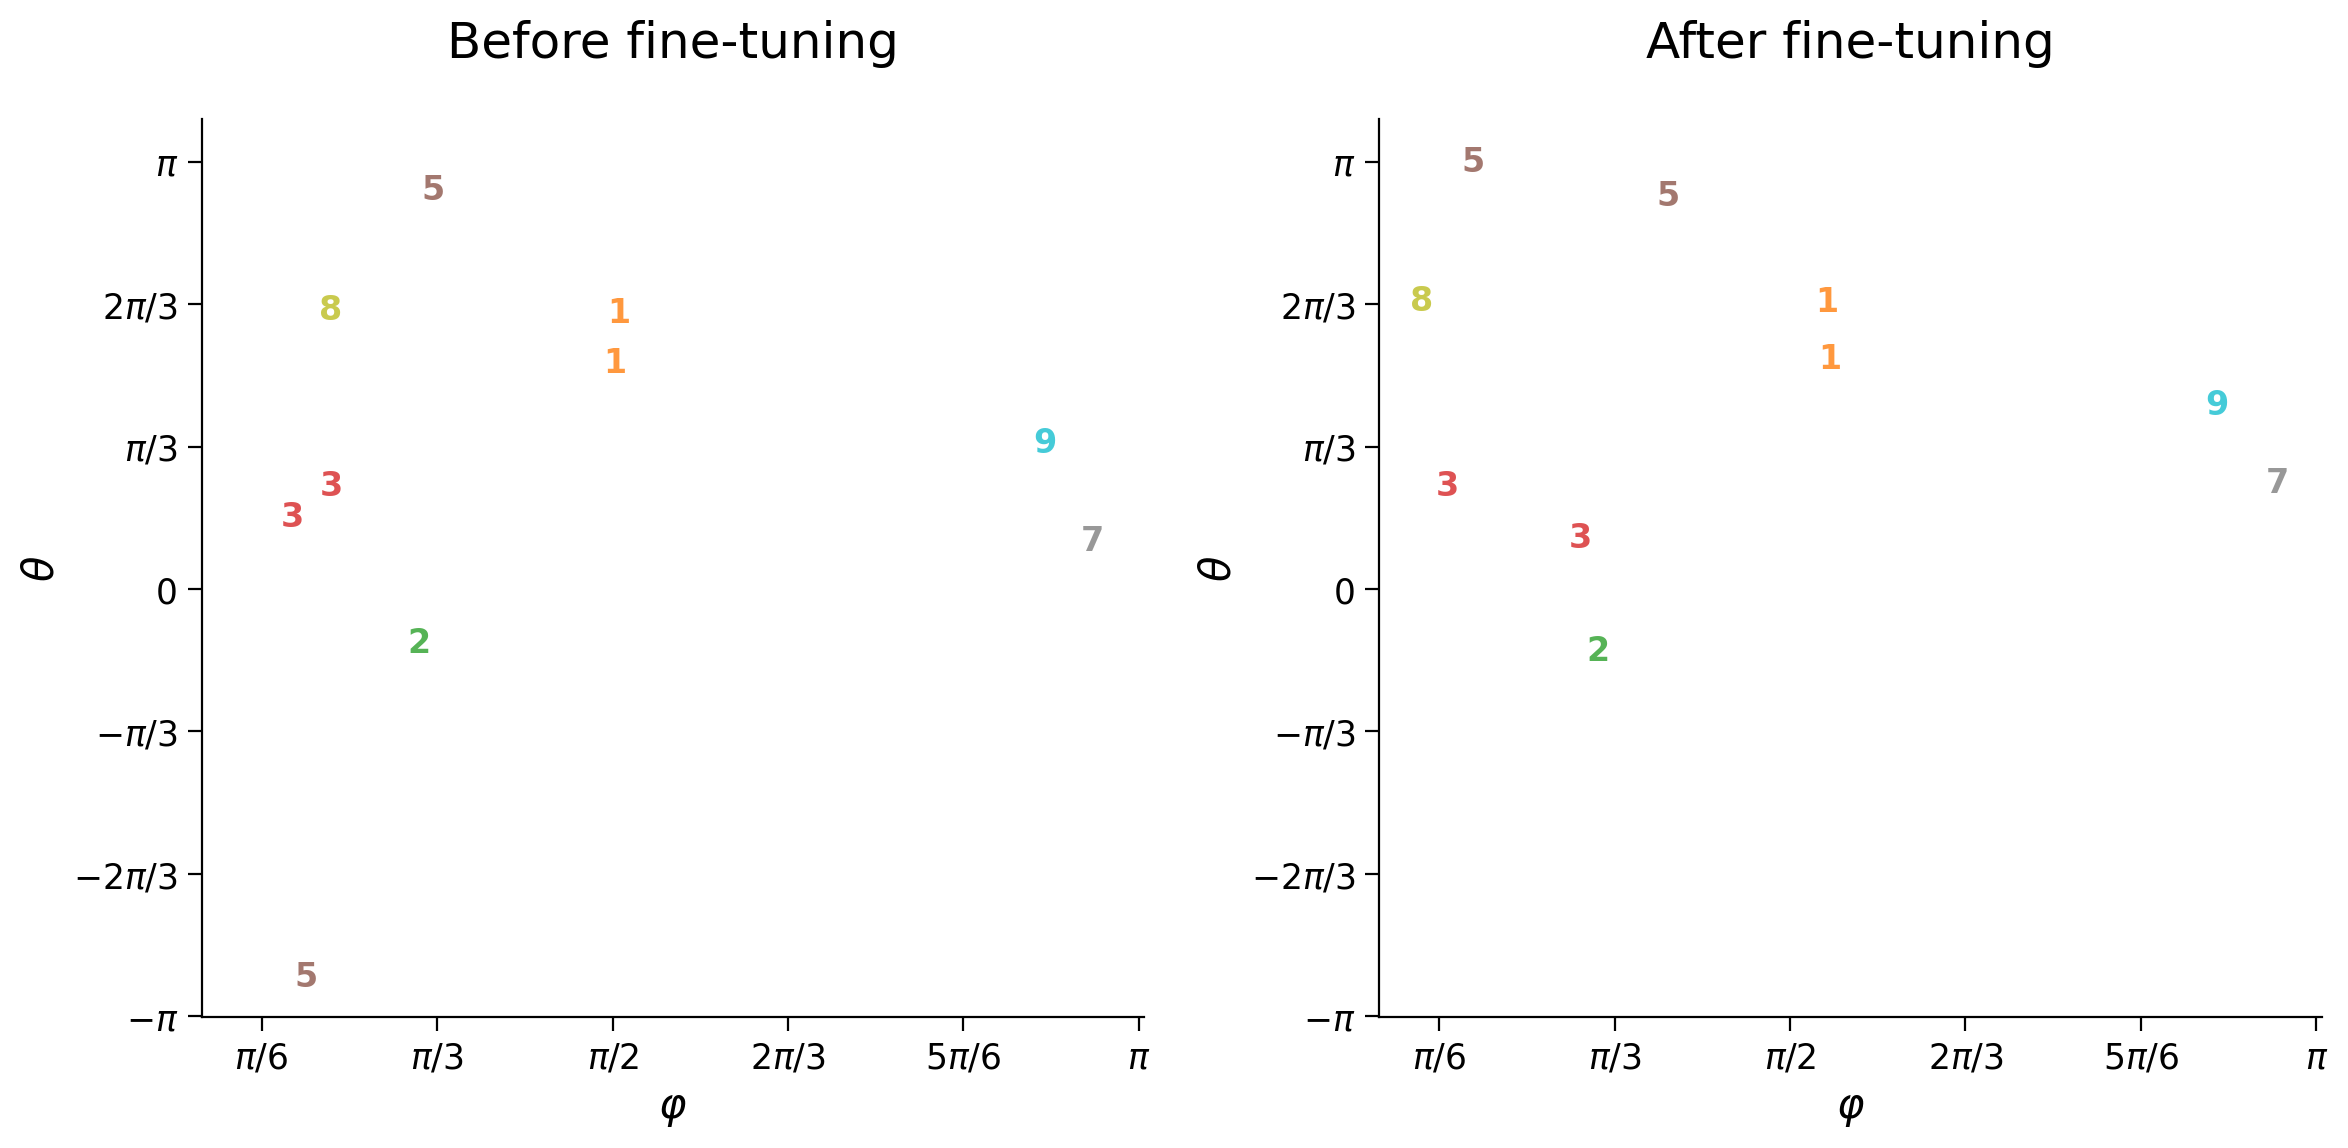 Before fine-tuning
π
5
2π/3
8
1
1
π/3
9
3
3
7
θ
0
2
−π/3
−2π/3
5
−π
π/6 π/3 π/2 2π/3 5π/6 π
φ
After fine-tuning
π
5
5
2π/3
8
1
1
9
π/3
3
7
3
θ
0
2
−π/3
−2π/3
−π
π/6 π/3 π/2 2π/3 5π/6 π
φ